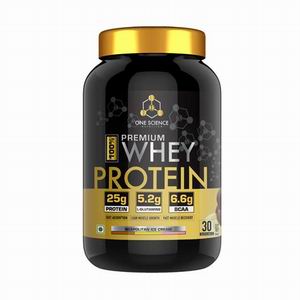 ONE SCIENCE
NUTRITION
100%
PREMIUM
WHEY
PROTEIN
25g
PROTEIN
5.2g
L-GLUTAMINE
6.6g
BCAA
FAST ABSORPTION
LEAN MUSCLE GROWTH
FAST MUSCLE RECOVERY
NEAPOLITAN ICE CREAM
30